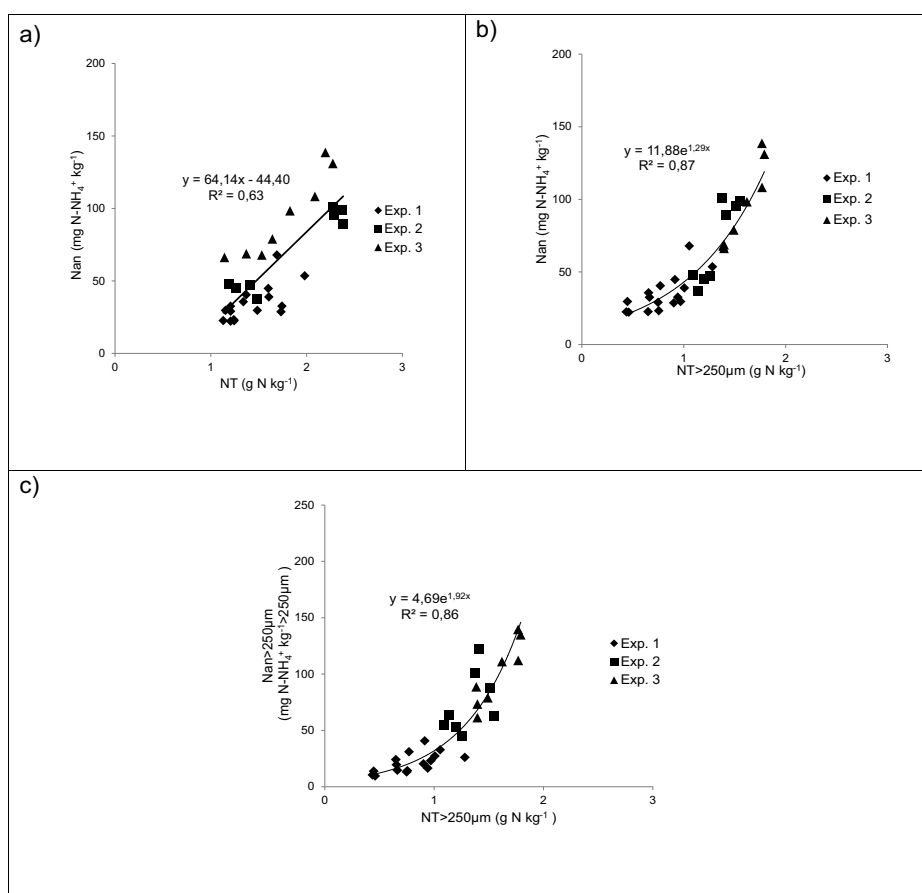 a)
200
150
100
50
0
0
1
2
3
Nan (mg N-NH₄⁺ kg⁻¹)
NT (g N kg⁻¹)
y = 64,14x - 44,40
R² = 0,63
Exp. 1
Exp. 2
Exp. 3
b)
200
150
100
50
0
0
1
2
3
Nan (mg N-NH₄⁺ kg⁻¹)
NT>250µm (g N kg⁻¹)
y = 11,88e¹,²⁹ˣ
R² = 0,87
Exp. 1
Exp. 2
Exp. 3
c)
250
200
150
100
50
0
0
1
2
3
Nan>250µm
(mg N-NH₄⁺ kg⁻¹>250µm )
NT>250µm (g N kg⁻¹ )
y = 4,69e¹,⁹²ˣ
R² = 0,86
Exp. 1
Exp. 2
Exp. 3